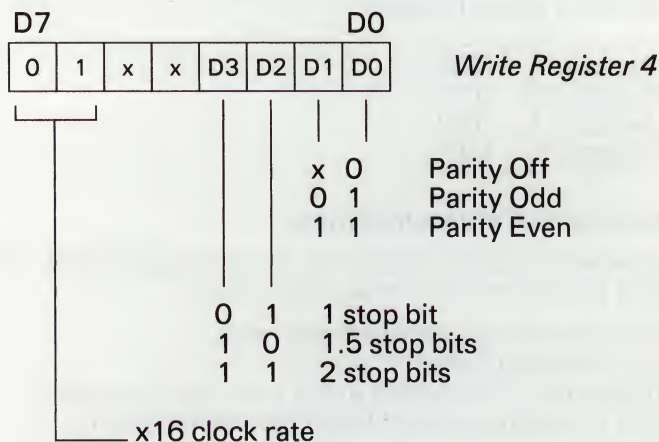 D7 D0
0 1 x x D3 D2 D1 D0 Write Register 4
x 0 Parity Off
0 1 Parity Odd
1 1 Parity Even
0 1 1 stop bit
1 0 1.5 stop bits
1 1 2 stop bits
x16 clock rate